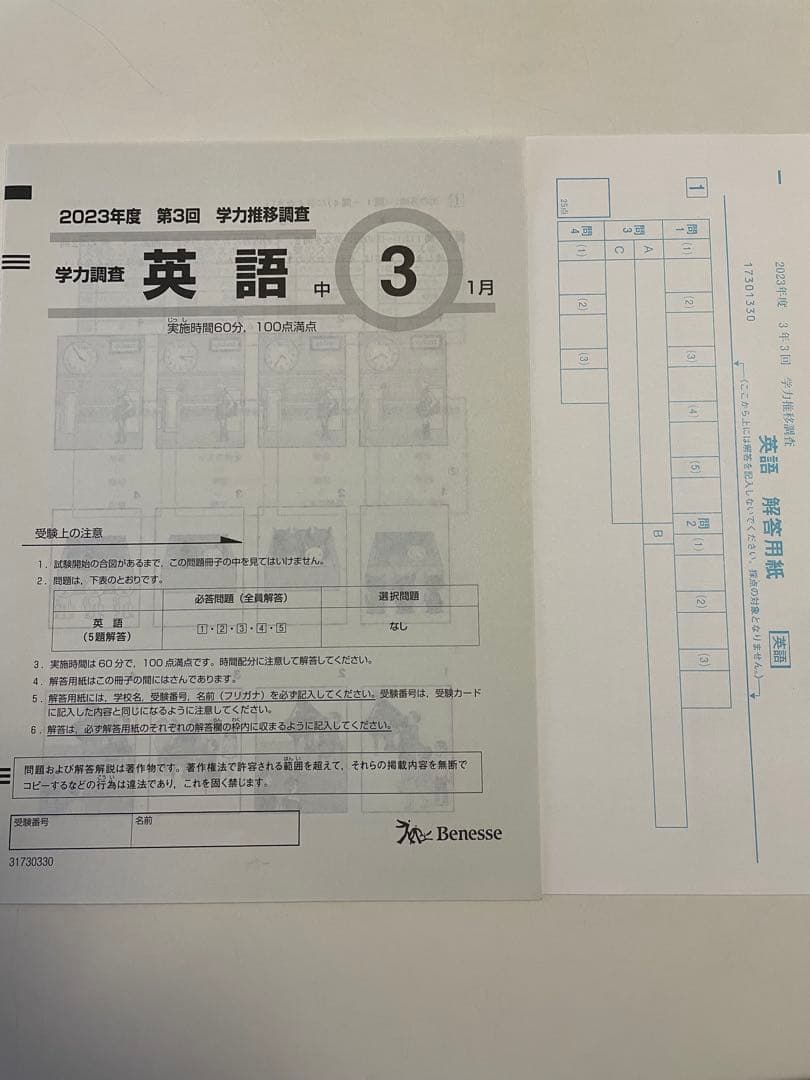 2023年度 第3回 学力推移調査
学力調査 英語 中 3 1月
じっし
実施時間60分，100点満点
受験上の注意
1．試験開始の合図があるまで，この問題冊子の中を見てはいけません。
2．問題は，下表のとおりです。
必答問題（全員解答） 選択問題
英 語
（5題解答） 1・2・3・4・5 なし
3．実施時間は60分で，100点満点です。時間配分に注意して解答してください。
4．解答用紙はこの冊子の間にはさんであります。
5．解答用紙には，学校名，受験番号，名前（フリガナ）を必ず記入してください。受験番号は，受験カード
に記入した内容と同じになるように注意してください。
らん わく
6．解答は，必ず解答用紙のそれぞれの解答欄の枠内に収まるように記入してください。
はんい
問題および解答解説は著作物です。著作権法で許容される範囲を超えて，それらの掲載内容を無断で
こうい
コピーするなどの行為は違法であり，これを固く禁じます。
受験番号 名前
Benesse
31730330
2023年度 3年3回 学力推移調査
英語 解答用紙 英語
17301330
（ここから上には解答を記入しないでください。採点の対象となりません。）
1
問1 (1) (2) (3) (4) (5) 問2 (1) (2) (3)
問3 A B
C
問4 (1) (2) (3)
25点